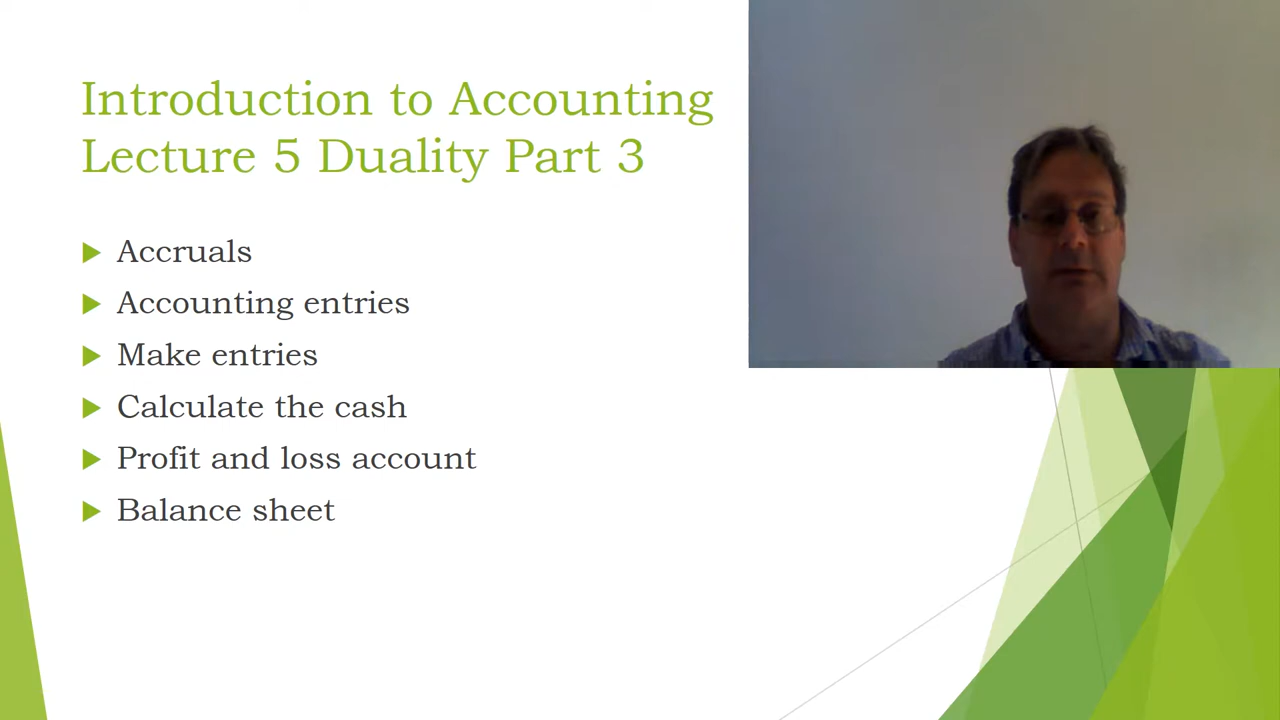 Introduction to Accounting
Lecture 5 Duality Part 3
Accruals
Accounting entries
Make entries
Calculate the cash
Profit and loss account
Balance sheet